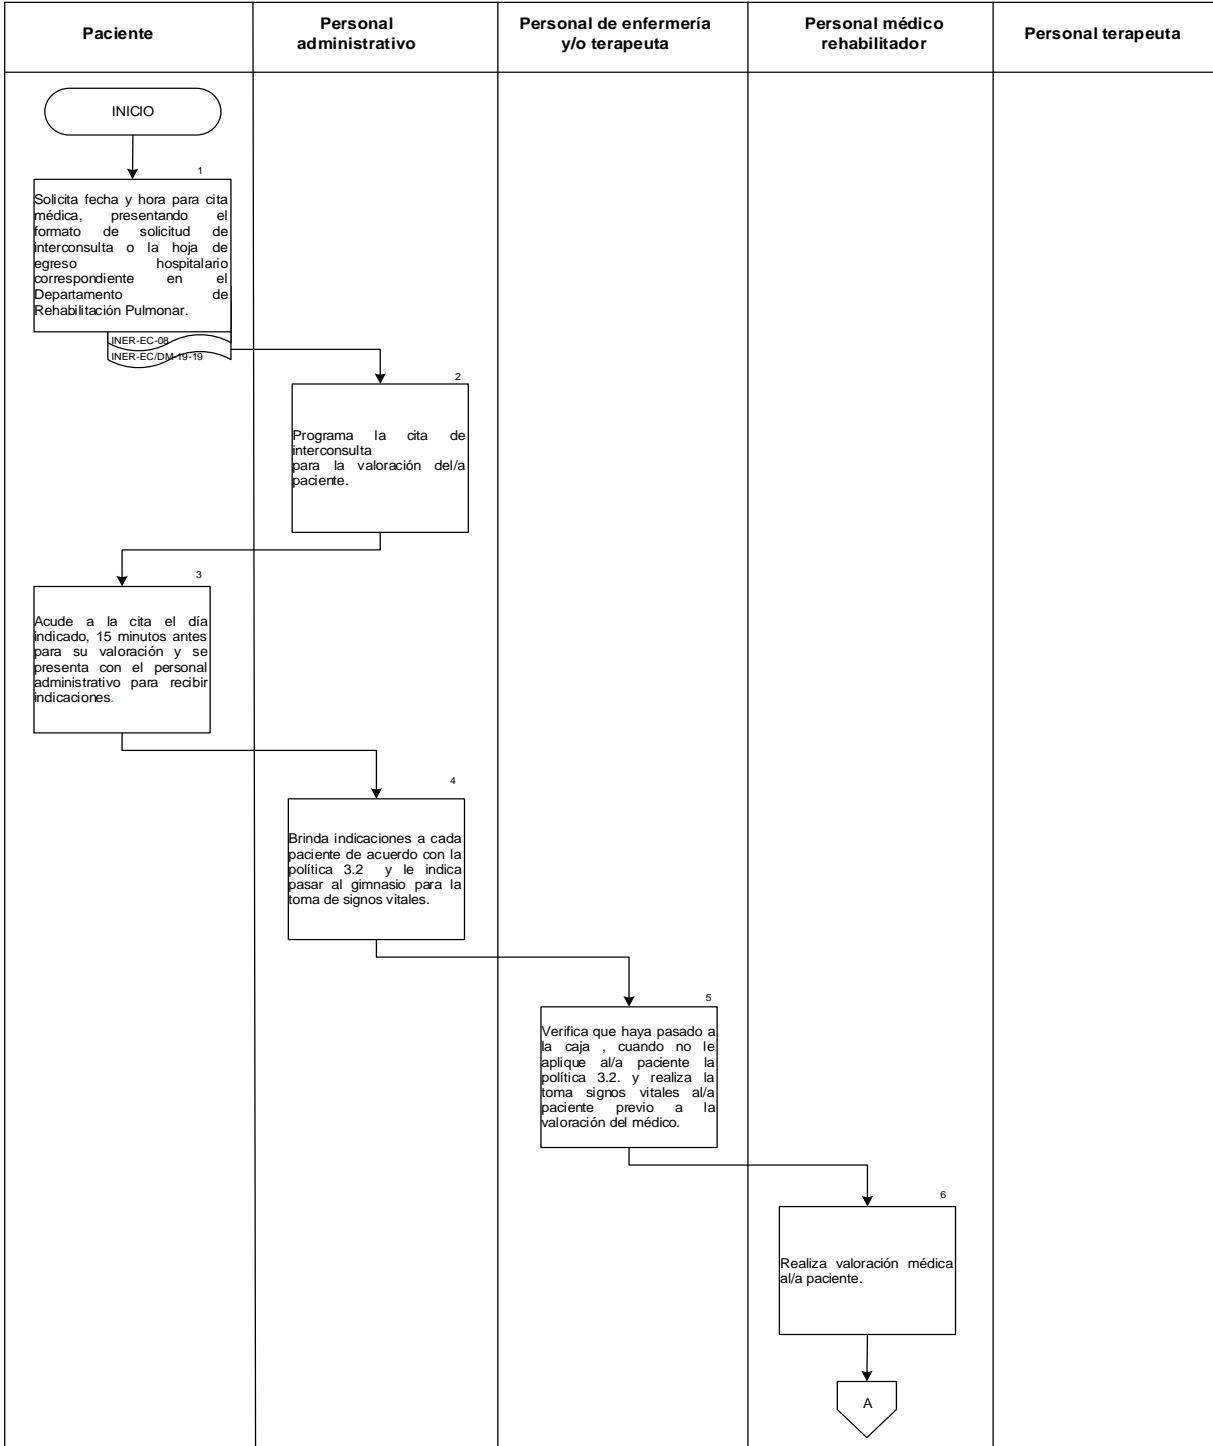 Paciente
Personal
administrativo
Personal de enfermería
y/o terapeuta
Personal médico
rehabilitador
Personal terapeuta
INICIO
1
Solicita fecha y hora para cita
médica, presentando el
formato de solicitud de
interconsulta o la hoja de
egreso hospitalario
correspondiente en el
Departamento de
Rehabilitación Pulmonar.
INER-EC-08
INER-EC/DM-19-19
2
Programa la cita de
interconsulta
para la valoración del/a
paciente.
3
Acude a la cita el día
indicado, 15 minutos antes
para su valoración y se
presenta con el personal
administrativo para recibir
indicaciones.
4
Brinda indicaciones a cada
paciente de acuerdo con la
política 3.2 y le indica
pasar al gimnasio para la
toma de signos vitales.
5
Verifica que haya pasado a
la caja , cuando no le
aplique al/a paciente la
política 3.2. y realiza la
toma signos vitales al/a
paciente previo a la
valoración del médico.
6
Realiza valoración médica
al/a paciente.
A